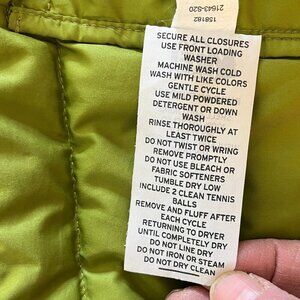 158182
21643-S20
SECURE ALL CLOSURES
USE FRONT LOADING
WASHER
MACHINE WASH COLD
WASH WITH LIKE COLORS
GENTLE CYCLE
USE MILD POWDERED
DETERGENT OR DOWN
WASH
RINSE THOROUGHLY AT
LEAST TWICE
DO NOT TWIST OR WRING
REMOVE PROMPTLY
DO NOT USE BLEACH OR
FABRIC SOFTENERS
TUMBLE DRY LOW
INCLUDE 2 CLEAN TENNIS
BALLS
REMOVE AND FLUFF AFTER
EACH CYCLE
RETURNING TO DRYER
UNTIL COMPLETELY DRY
DO NOT LINE DRY
DO NOT IRON OR STEAM
DO NOT DRY CLEAN